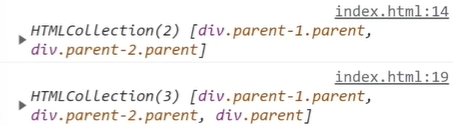 index.html:14
HTMLCollection(2) [div.parent-1.parent,
div.parent-2.parent]
index.html:19
HTMLCollection(3) [div.parent-1.parent,
div.parent-2.parent, div.parent]